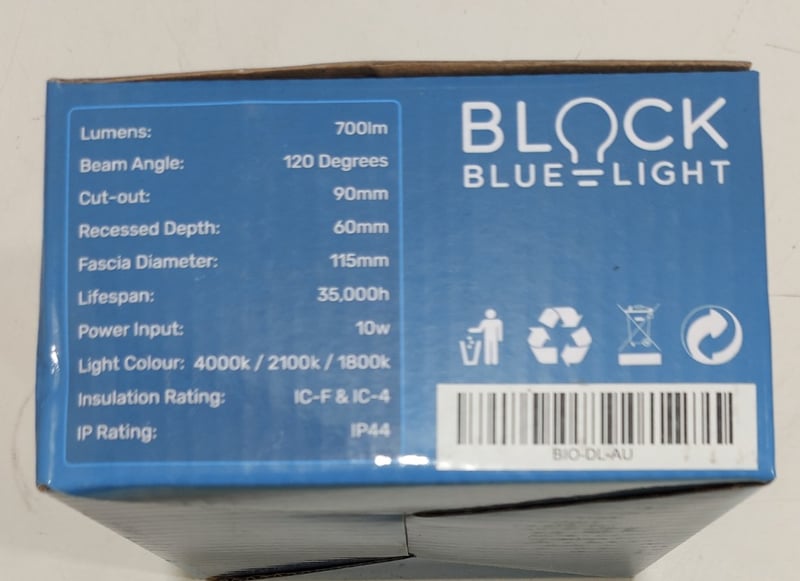 Lumens: 700lm
Beam Angle: 120 Degrees
Cut-out: 90mm
Recessed Depth: 60mm
Fascia Diameter: 115mm
Lifespan: 35,000h
Power Input: 10w
Light Colour: 4000k / 2100k / 1800k
Insulation Rating: IC-F & IC-4
IP Rating: IP44
BLOCK
BLUE LIGHT
BIO-DL-AU